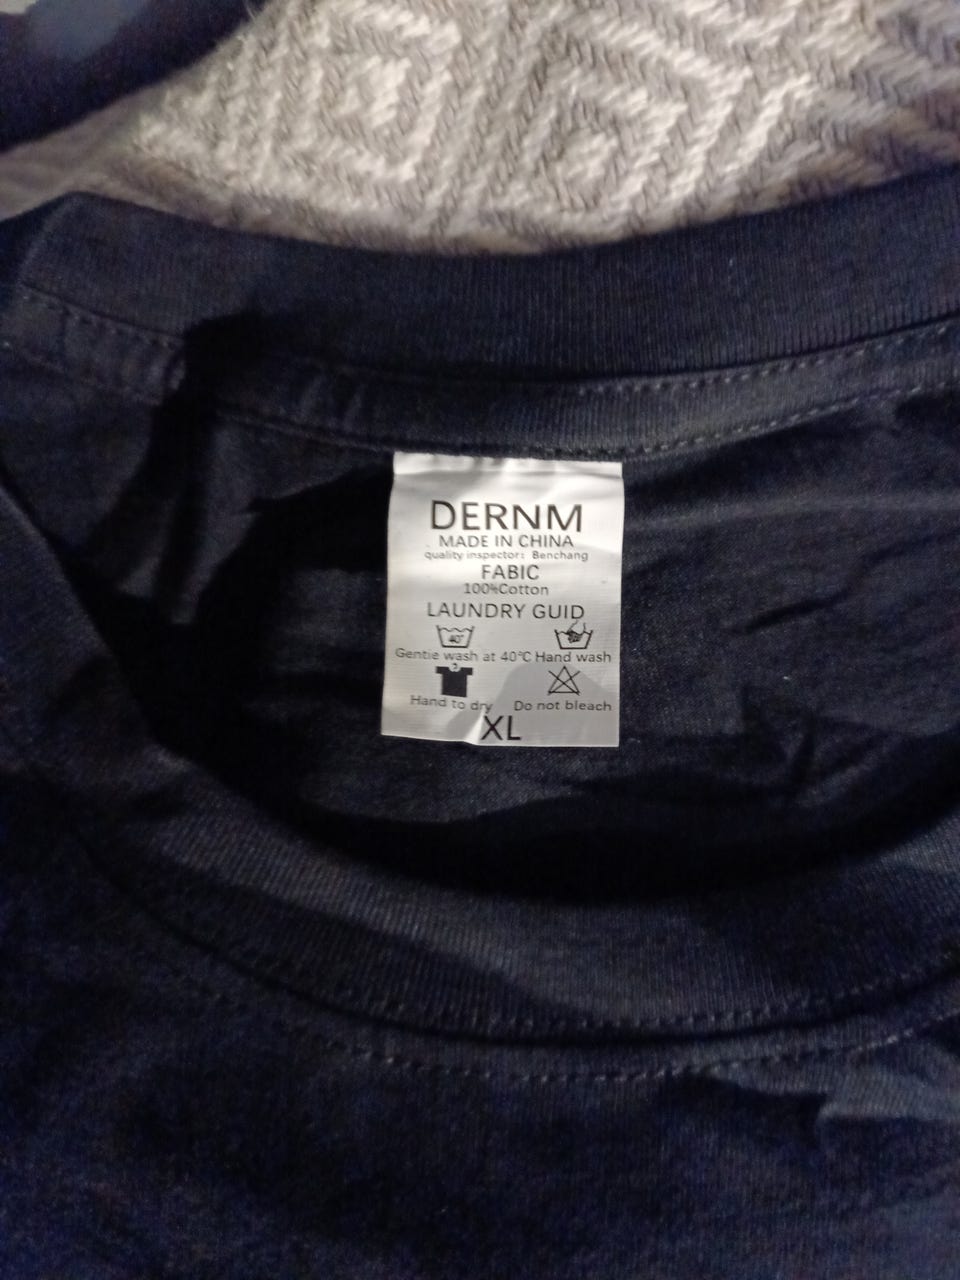 DERNM
MADE IN CHINA
quality inspector: Benchang
FABIC
100%Cotton
LAUNDRY GUID
40°
Gentie wash at 40°C Hand wash
Hand to dry Do not bleach
XL